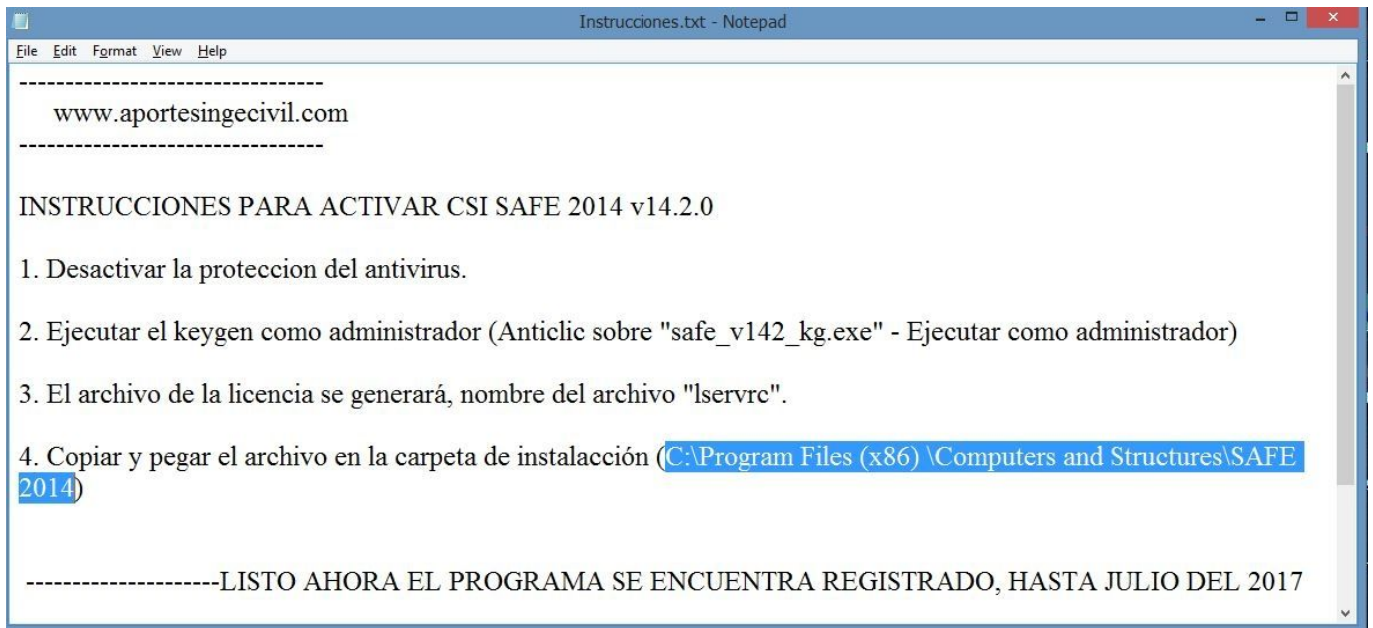 Instrucciones.txt - Notepad
File Edit Format View Help
---------------------------------
www.aportesingecivil.com
---------------------------------
INSTRUCCIONES PARA ACTIVAR CSI SAFE 2014 v14.2.0
1. Desactivar la proteccion del antivirus.
2. Ejecutar el keygen como administrador (Anticlic sobre "safe_v142_kg.exe" - Ejecutar como administrador)
3. El archivo de la licencia se generará, nombre del archivo "lservrc".
4. Copiar y pegar el archivo en la carpeta de instalacción (C:\Program Files (x86) \Computers and Structures\SAFE
2014)
---------------------LISTO AHORA EL PROGRAMA SE ENCUENTRA REGISTRADO, HASTA JULIO DEL 2017